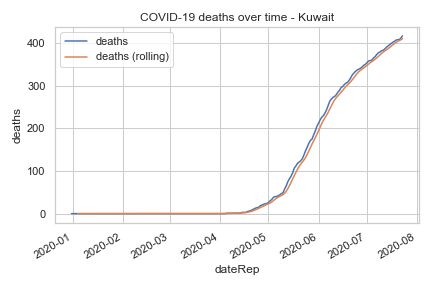 COVID-19 deaths over time - Kuwait
deaths
deaths (rolling)
400
300
200
100
0
deaths
2020-01
2020-02
2020-03
2020-04
2020-05
2020-06
2020-07
2020-08
dateRep